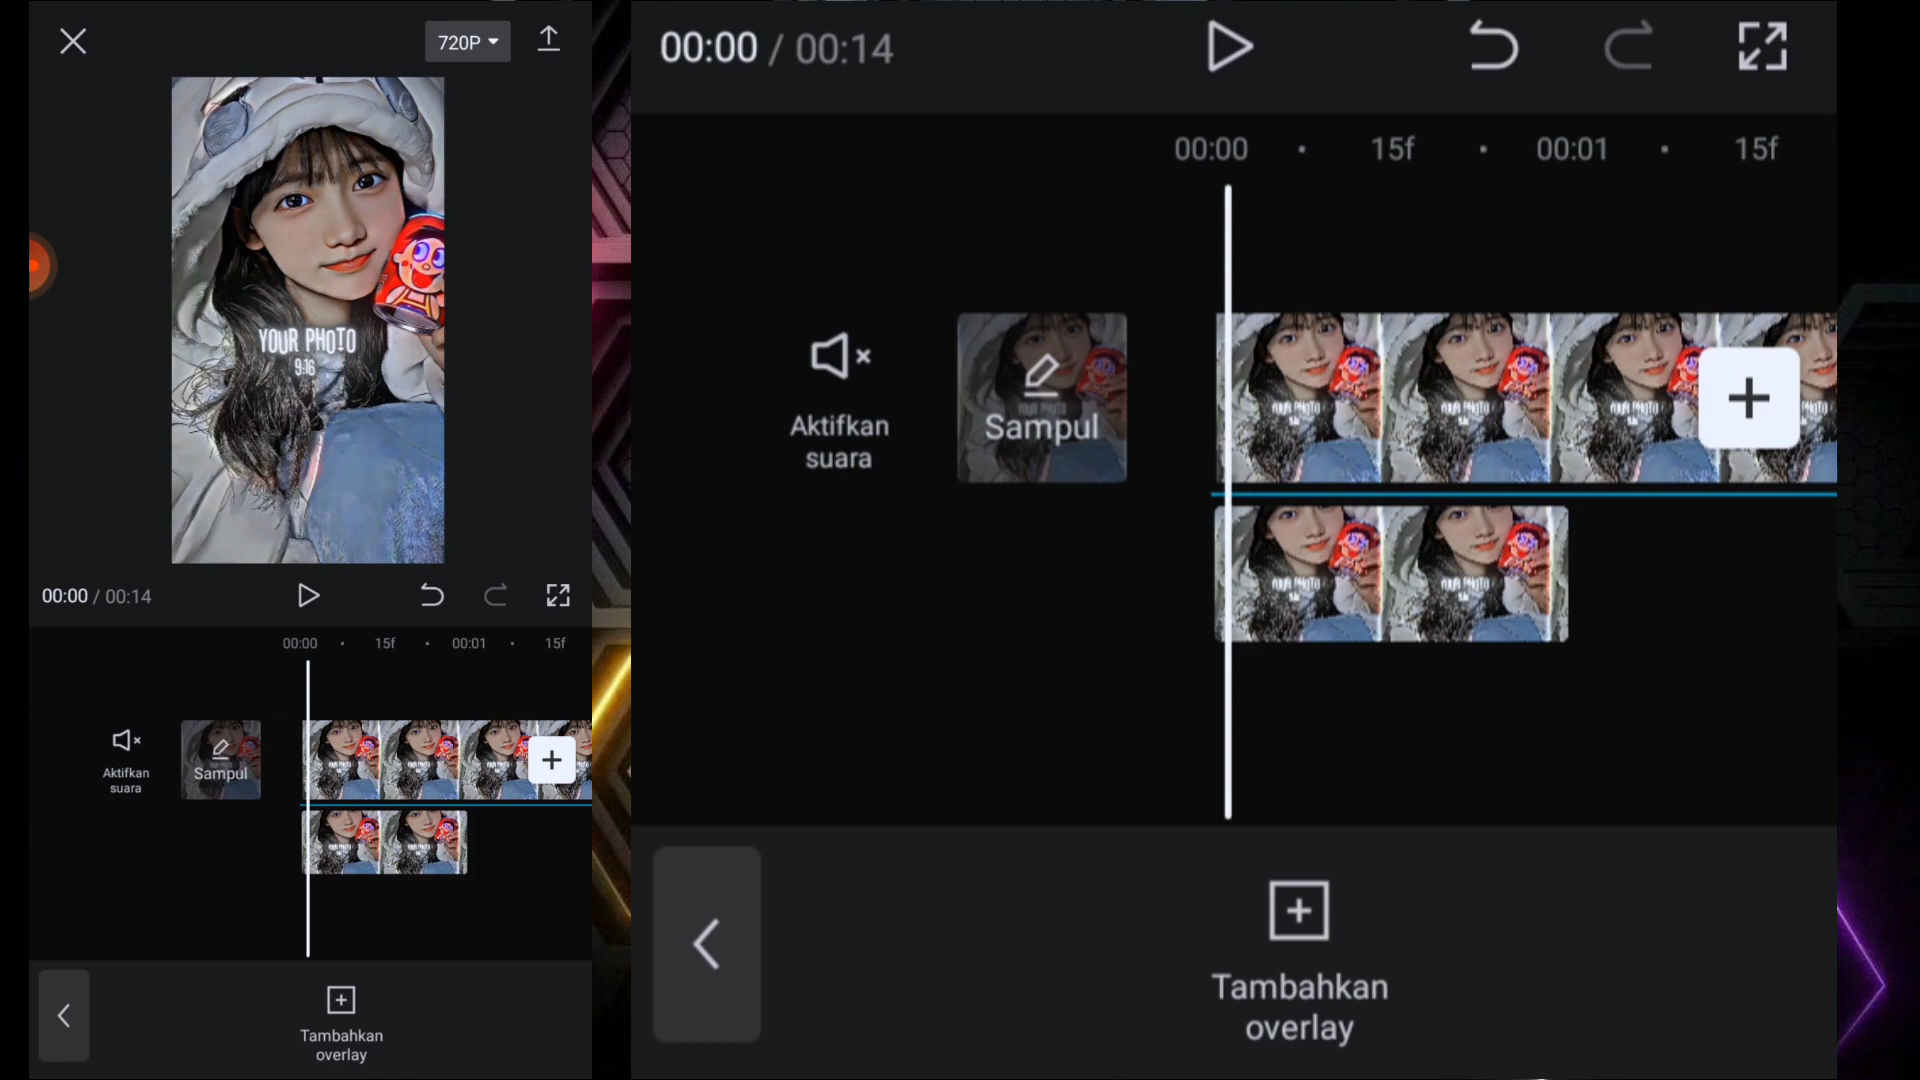 720P
YOUR PHOTO
9:16
00:00 / 00:14
00:00 15f 00:01 15f
Aktifkan
suara
Sampul
Tambahkan
overlay
00:00 / 00:14
00:00 15f 00:01 15f
Aktifkan
suara
Sampul
Tambahkan
overlay